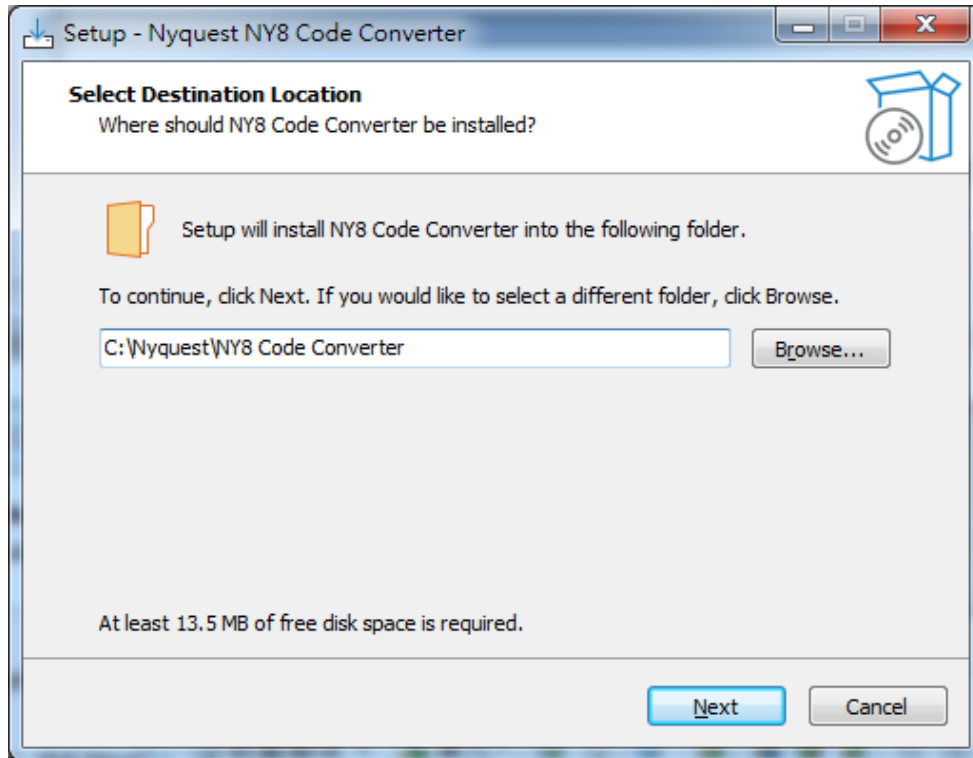 Setup - Nyquest NY8 Code Converter
Select Destination Location
Where should NY8 Code Converter be installed?
Setup will install NY8 Code Converter into the following folder.
To continue, click Next. If you would like to select a different folder, click Browse.
C:\Nyquest\NY8 Code Converter
Browse...
At least 13.5 MB of free disk space is required.
Next
Cancel